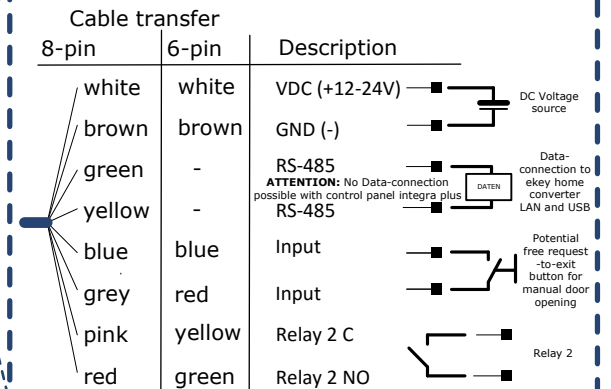 Cable transfer
8-pin 6-pin Description
white white VDC (+12-24V)
DC Voltage
source
brown brown GND (-)
green - RS-485
ATTENTION: No Data-connection
possible with control panel integra plus
yellow - RS-485
DATEN
Data-
connection to
ekey home
converter
LAN and USB
blue blue Input
grey red Input
Potential
free request
-to-exit
button for
manual door
opening
pink yellow Relay 2 C
red green Relay 2 NO
Relay 2